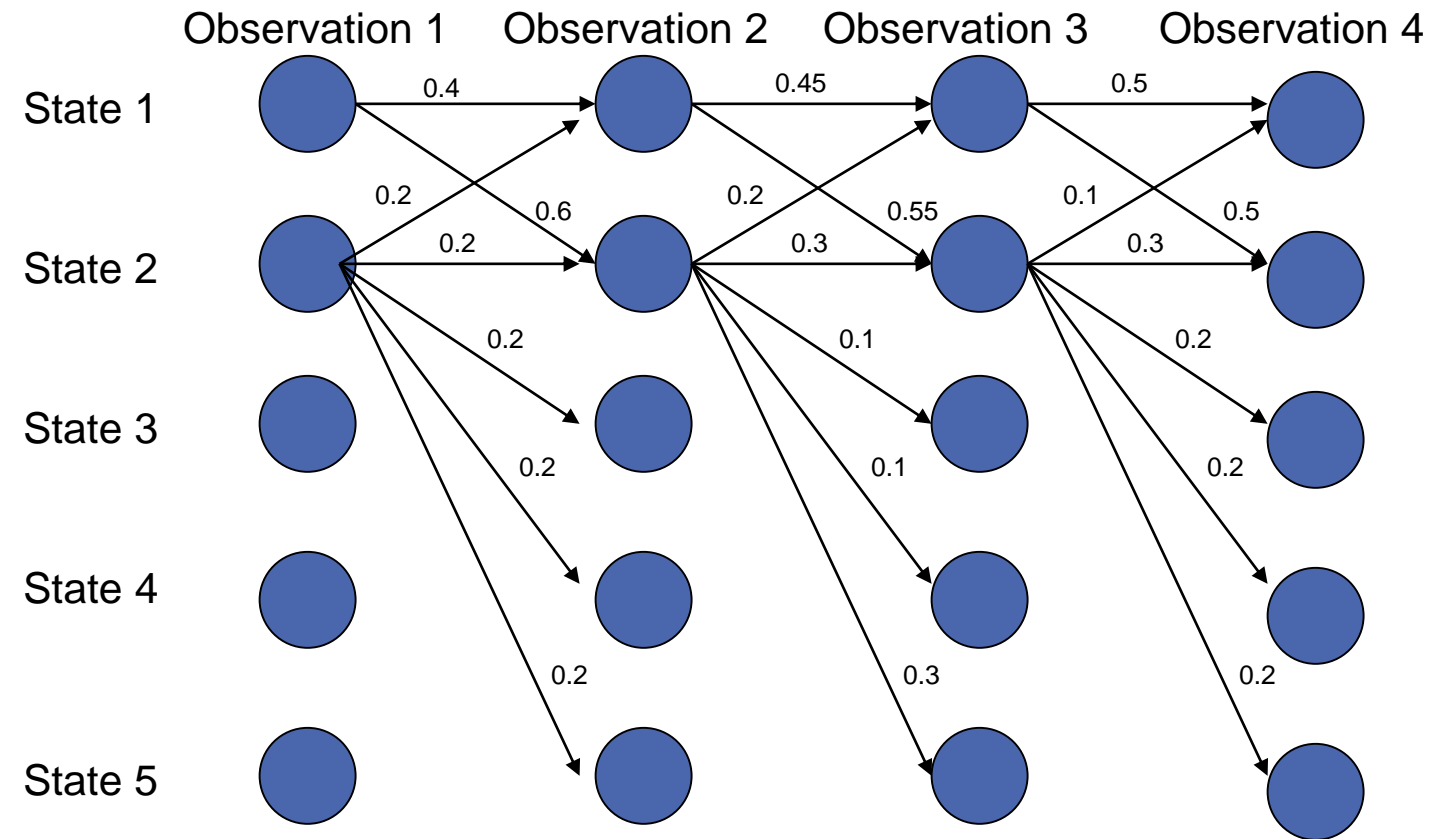 Observation 1 Observation 2 Observation 3 Observation 4
State 1
0.4 0.45 0.5
0.2 0.6 0.2 0.55 0.1 0.5
State 2
0.2 0.3 0.3
0.2 0.1 0.2
State 3
0.2 0.1 0.2
State 4
0.2 0.3 0.2
State 5